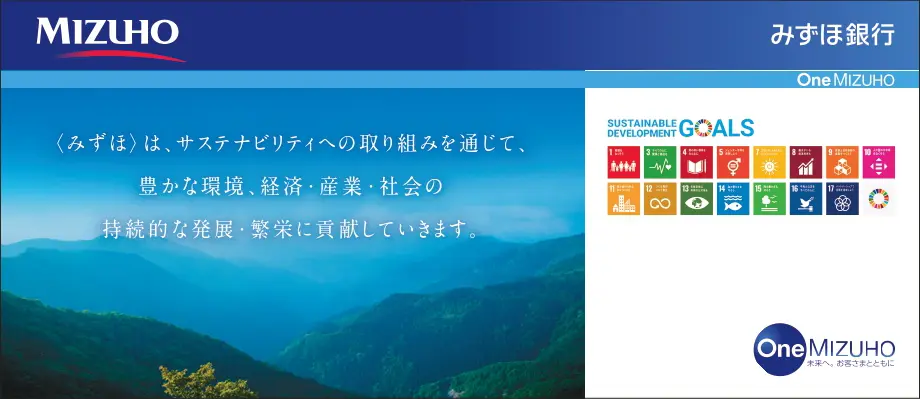 MIZUHO
みずほ銀行
One MIZUHO
〈みずほ〉は、サステナビリティへの取り組みを通じて、
豊かな環境、経済・産業・社会の
持続的な発展・繁栄に貢献していきます。
SUSTAINABLE
DEVELOPMENT
GOALS
1
3
4
5
7
8
9
10
11
12
13
14
15
16
17
One MIZUHO
未来へ。お客さまとともに